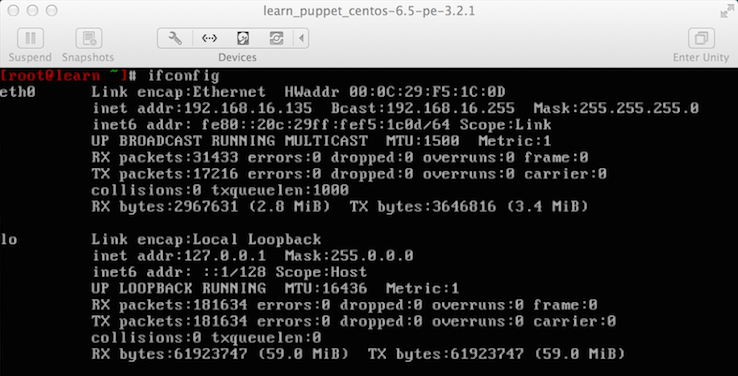 learn_puppet_centos-6.5-pe-3.2.1
Suspend Snapshots Devices Enter Unity
[root@learn ~]# ifconfig
eth0 Link encap:Ethernet HWaddr 00:0C:29:F5:1C:0D
inet addr:192.168.16.135 Bcast:192.168.16.255 Mask:255.255.255.0
inet6 addr: fe80::20c:29ff:fef5:1c0d/64 Scope:Link
UP BROADCAST RUNNING MULTICAST MTU:1500 Metric:1
RX packets:31433 errors:0 dropped:0 overruns:0 frame:0
TX packets:17216 errors:0 dropped:0 overruns:0 carrier:0
collisions:0 txqueuelen:1000
RX bytes:2967631 (2.8 MiB) TX bytes:3646816 (3.4 MiB)
lo Link encap:Local Loopback
inet addr:127.0.0.1 Mask:255.0.0.0
inet6 addr: ::1/128 Scope:Host
UP LOOPBACK RUNNING MTU:16436 Metric:1
RX packets:181634 errors:0 dropped:0 overruns:0 frame:0
TX packets:181634 errors:0 dropped:0 overruns:0 carrier:0
collisions:0 txqueuelen:0
RX bytes:61923747 (59.0 MiB) TX bytes:61923747 (59.0 MiB)